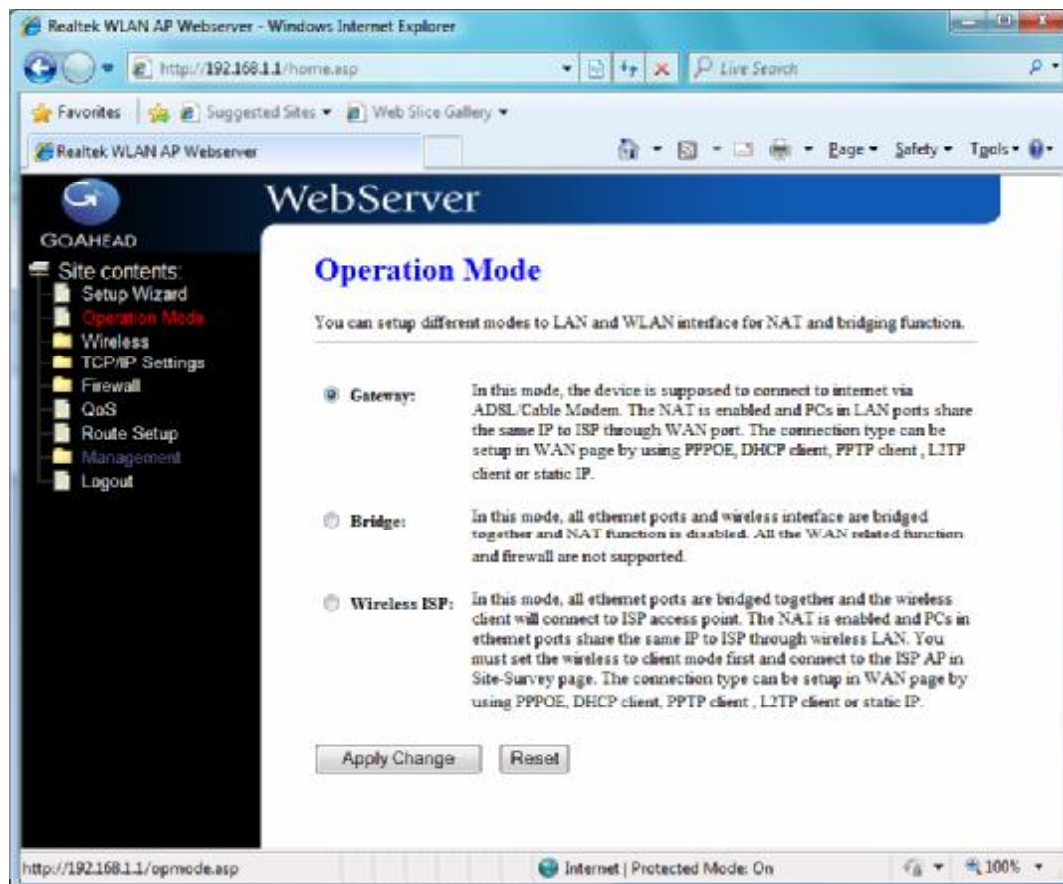 Realtek WLAN AP Webserver - Windows Internet Explorer
http://192.168.1.1/home.asp
Live Search
Favorites
Suggested Sites
Web Slice Gallery
Realtek WLAN AP Webserver
Page
Safety
Tools
GOAHEAD
WebServer
Site contents:
Setup Wizard
Operation Mode
Wireless
TCP/IP Settings
Firewall
QoS
Route Setup
Management
Logout
Operation Mode
You can setup different modes to LAN and WLAN interface for NAT and bridging function.
Gateway:
In this mode, the device is supposed to connect to internet via
ADSL/Cable Modem. The NAT is enabled and PCs in LAN ports share
the same IP to ISP through WAN port. The connection type can be
setup in WAN page by using PPPOE, DHCP client, PPTP client , L2TP
client or static IP.
Bridge:
In this mode, all ethernet ports and wireless interface are bridged
together and NAT function is disabled. All the WAN related function
and firewall are not supported.
Wireless ISP:
In this mode, all ethernet ports are bridged together and the wireless
client will connect to ISP access point. The NAT is enabled and PCs in
ethernet ports share the same IP to ISP through wireless LAN. You
must set the wireless to client mode first and connect to the ISP AP in
Site-Survey page. The connection type can be setup in WAN page by
using PPPOE, DHCP client, PPTP client , L2TP client or static IP.
Apply Change
Reset
http://192.168.1.1/opmode.asp
Internet | Protected Mode: On
100%